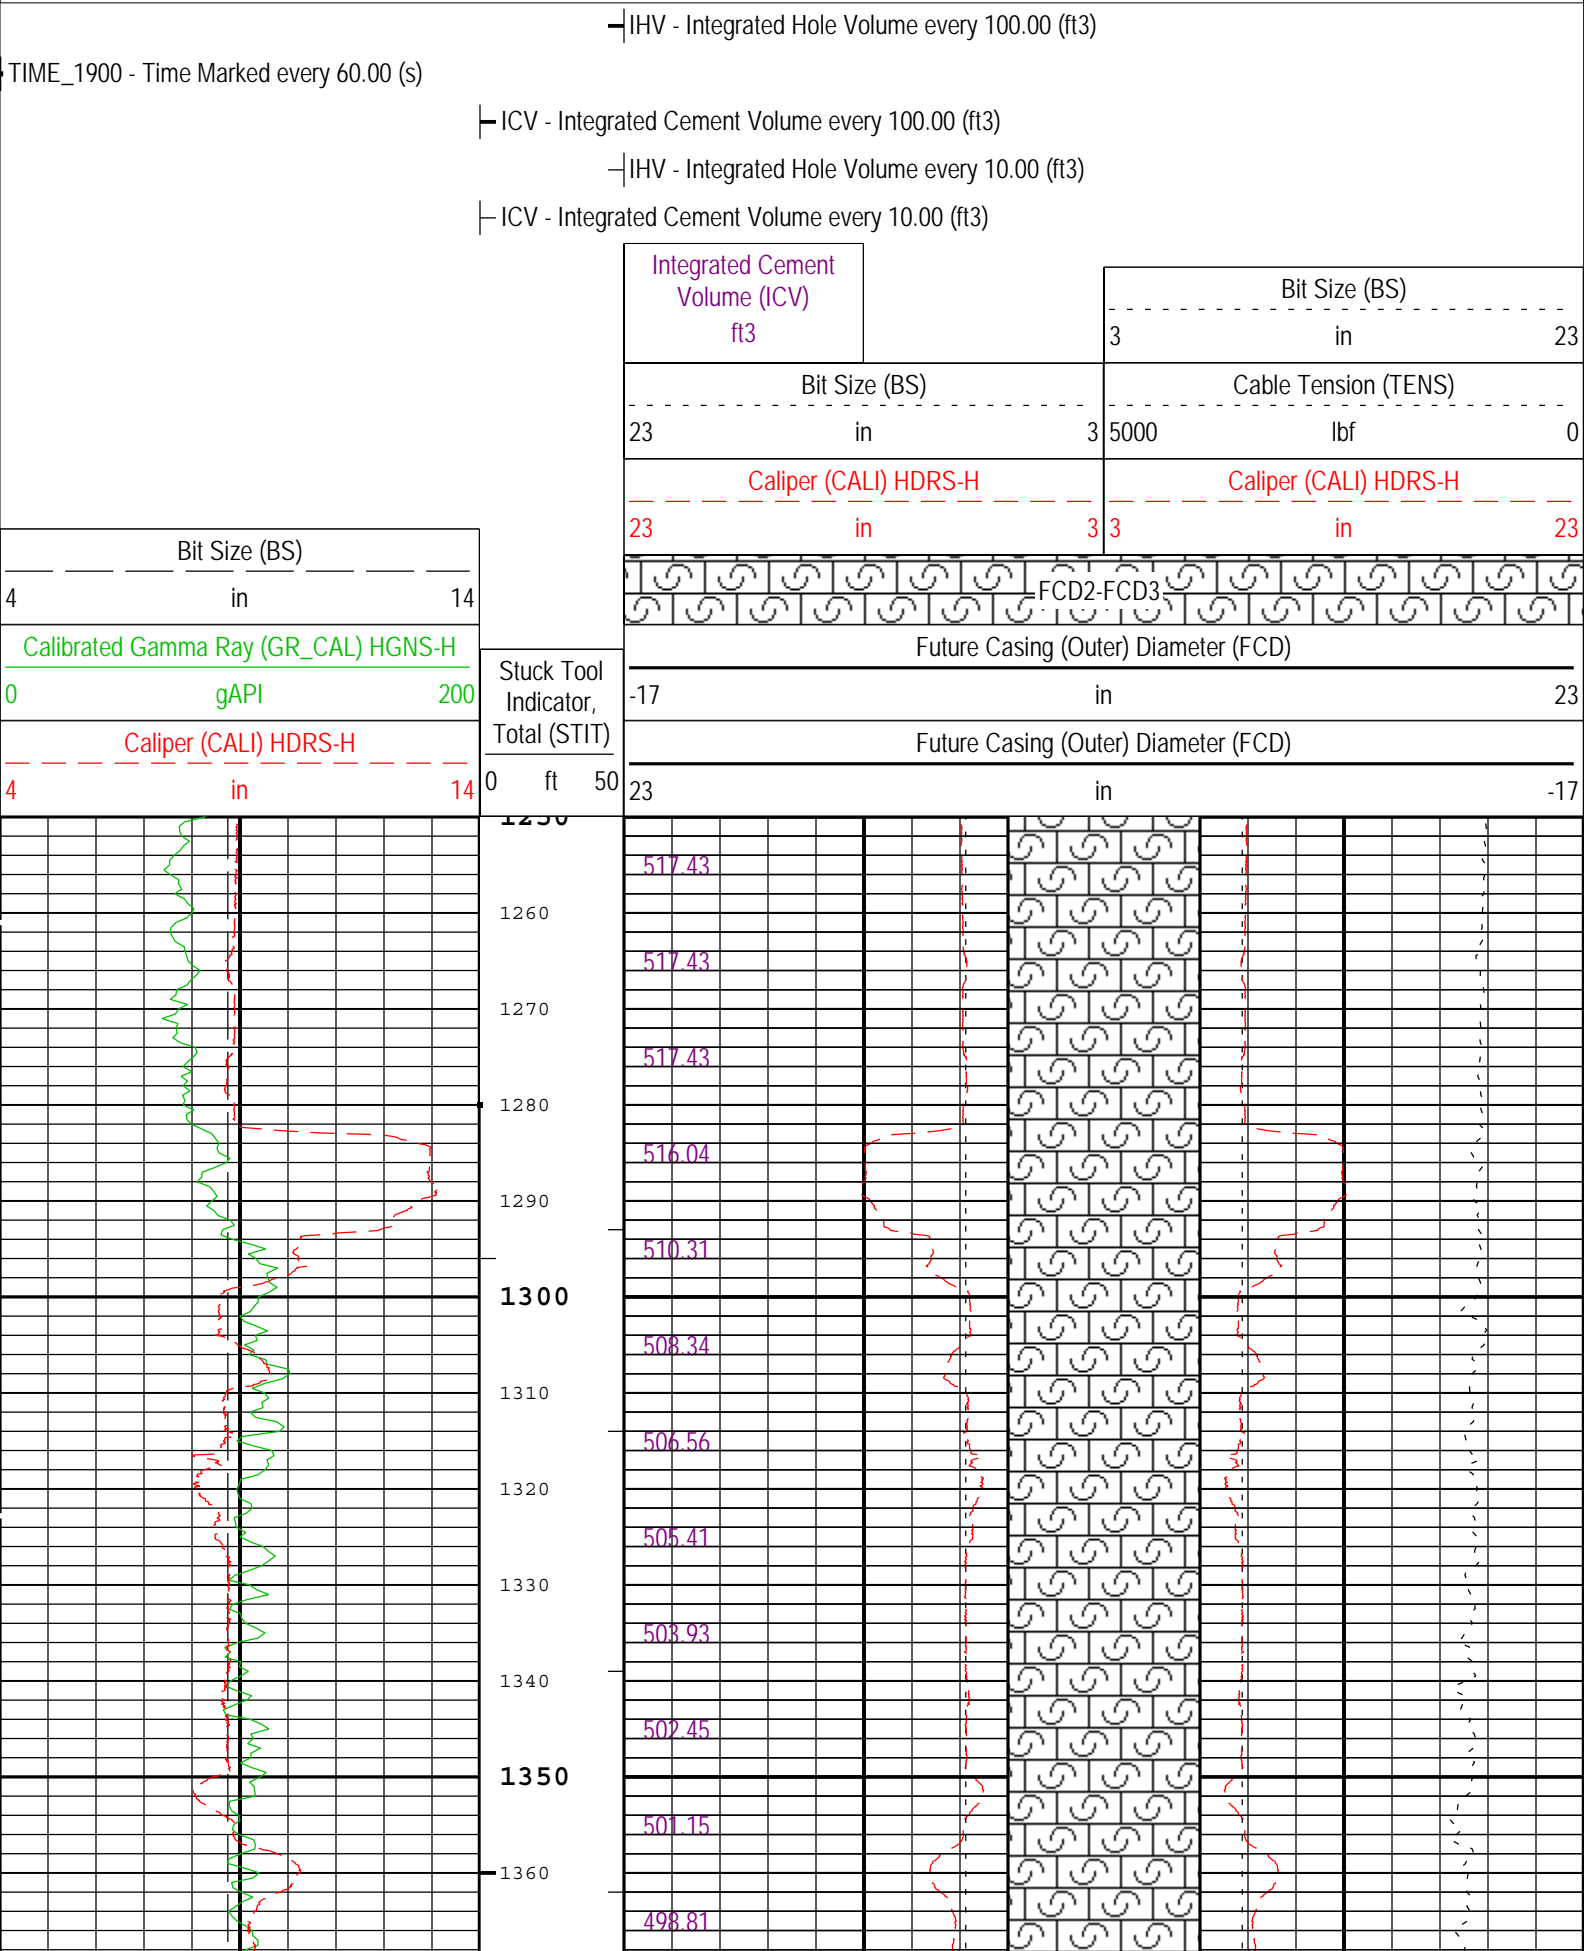 IHV - Integrated Hole Volume every 100.00 (ft3)
TIME_1900 - Time Marked every 60.00 (s)
ICV - Integrated Cement Volume every 100.00 (ft3)
IHV - Integrated Hole Volume every 10.00 (ft3)
ICV - Integrated Cement Volume every 10.00 (ft3)
Integrated Cement
Volume (ICV)
ft3
Bit Size (BS)
3 in 23
Bit Size (BS)
23 in 3
Cable Tension (TENS)
5000 lbf 0
Caliper (CALI) HDRS-H
23 in 3
Caliper (CALI) HDRS-H
3 in 23
FCD2-FCD3
Bit Size (BS)
4 in 14
Calibrated Gamma Ray (GR_CAL) HGNS-H
0 gAPI 200
Caliper (CALI) HDRS-H
4 in 14
Stuck Tool
Indicator,
Total (STIT)
0 ft 50
Future Casing (Outer) Diameter (FCD)
-17 in 23
Future Casing (Outer) Diameter (FCD)
23 in -17
1250
517.43
1260
517.43
1270
517.43
1280
516.04
1290
510.31
1300
508.34
1310
506.56
1320
505.41
1330
503.93
1340
502.45
1350
501.15
1360
498.81